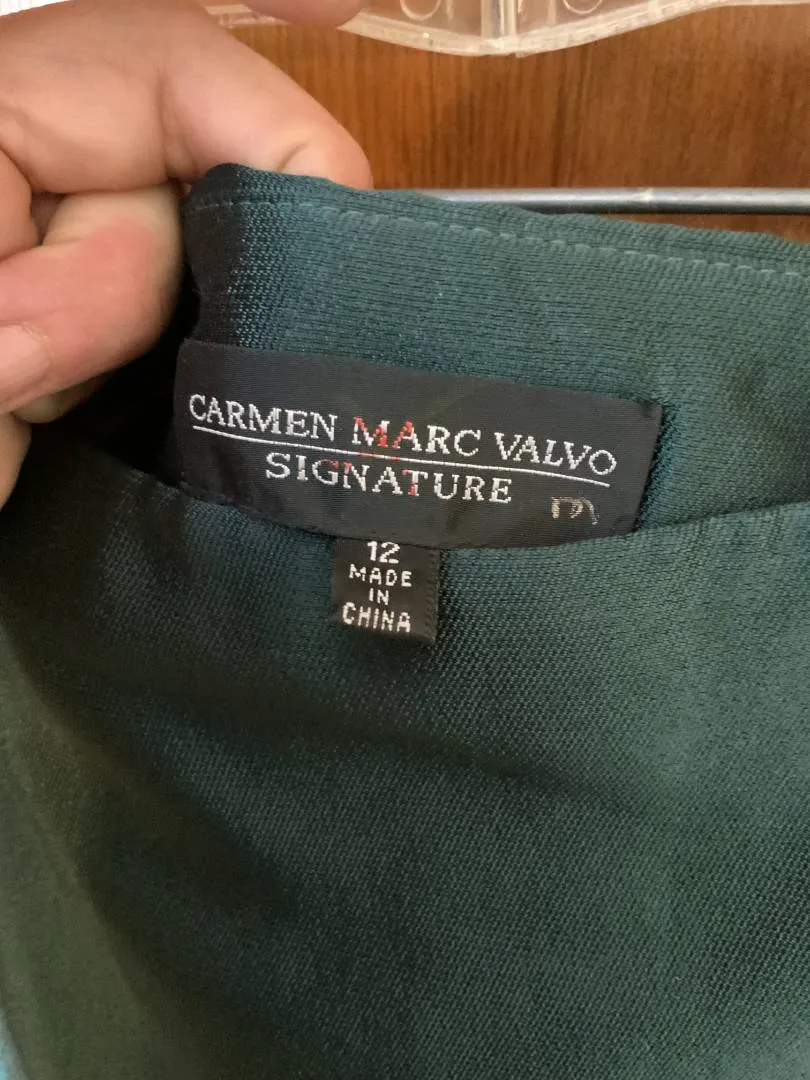 CARMEN MARC VALVO
SIGNATURE
12
MADE
IN
CHINA